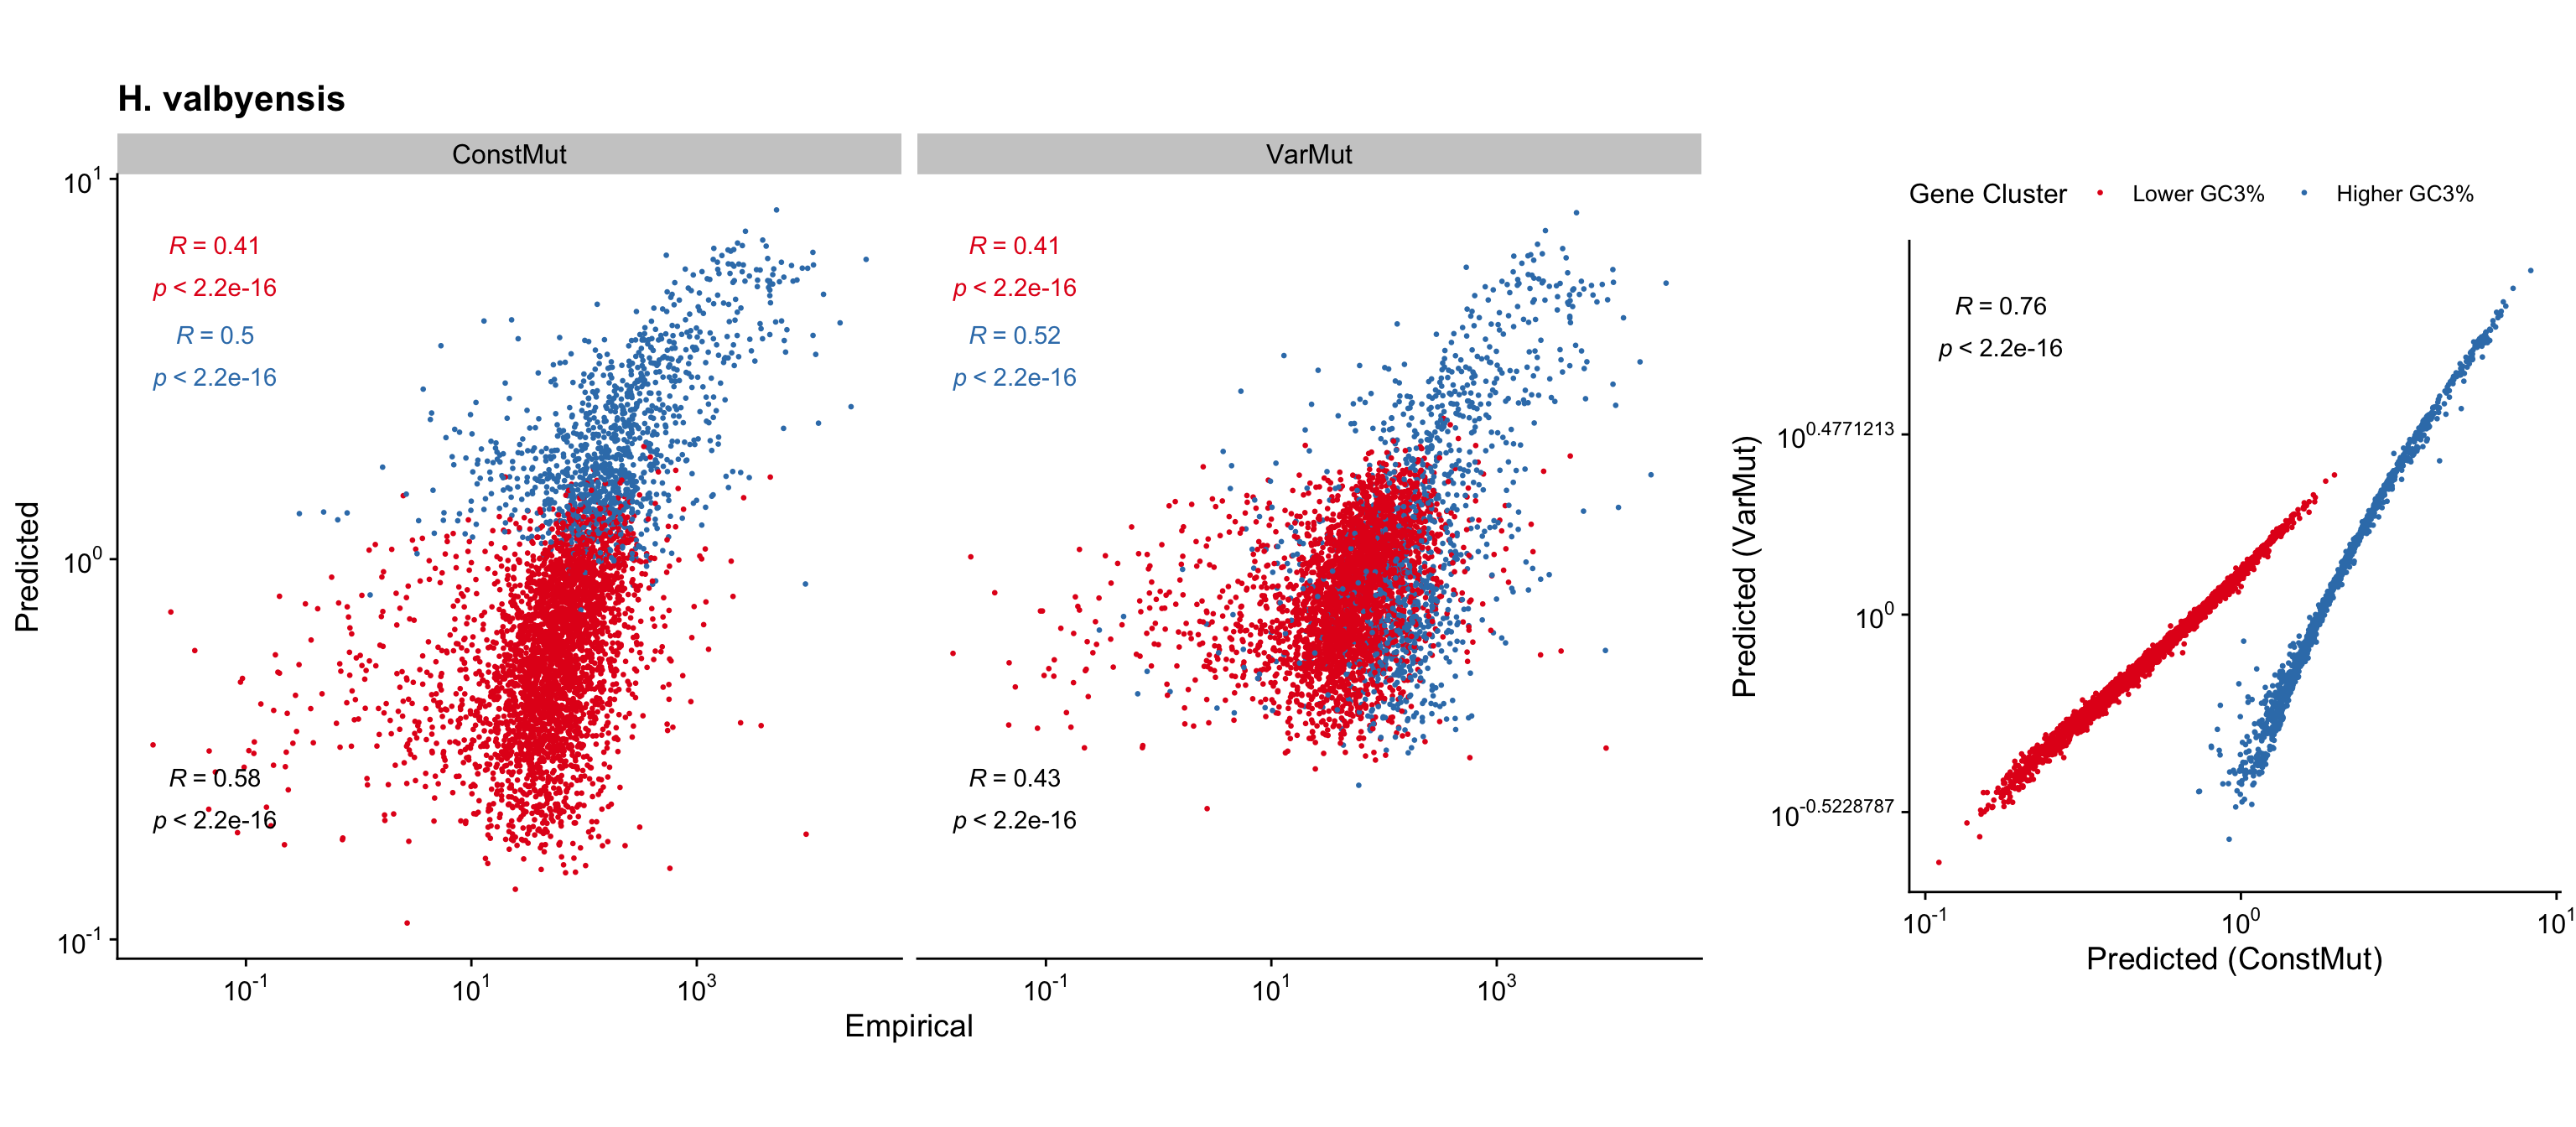 H. valbyensis
ConstMut
VarMut
10^1
10^0
10^-1
Predicted
R = 0.41
p < 2.2e-16
R = 0.5
p < 2.2e-16
R = 0.58
p < 2.2e-16
R = 0.41
p < 2.2e-16
R = 0.52
p < 2.2e-16
R = 0.43
p < 2.2e-16
10^-1 10^1 10^3
10^-1 10^1 10^3
Empirical
Gene Cluster Lower GC3% Higher GC3%
R = 0.76
p < 2.2e-16
10^0.4771213
10^0
10^-0.5228787
Predicted (VarMut)
10^-1 10^0 10^1
Predicted (ConstMut)